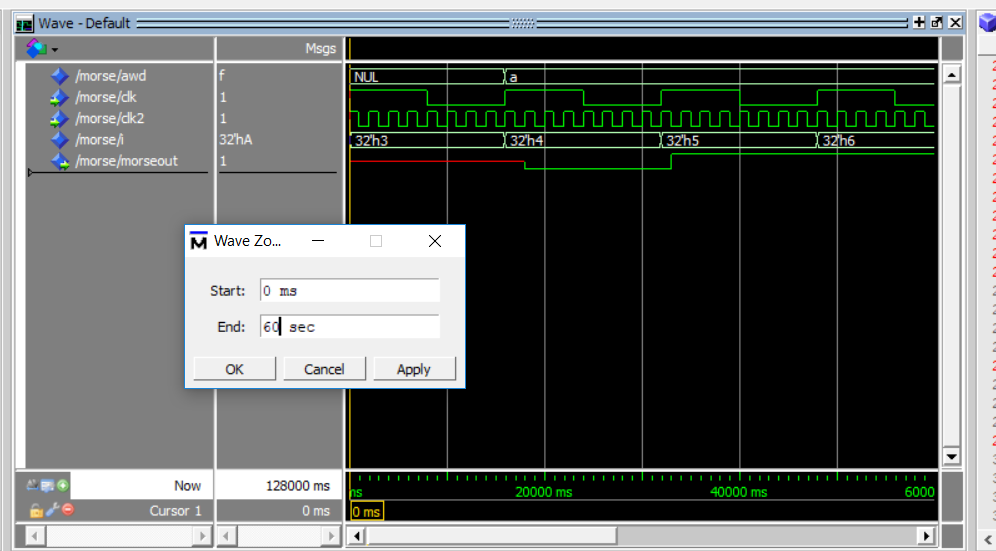 Wave - Default
Msgs
/morse/awd f NUL a
/morse/clk 1
/morse/clk2 1
/morse/i 32'hA 32'h3 32'h4 32'h5 32'h6
/morse/morseout 1
M Wave Zo...
Start: 0 ms
End: 60 sec
OK Cancel Apply
Now 128000 ms ns 20000 ms 40000 ms 6000
Cursor 1 0 ms 0 ms